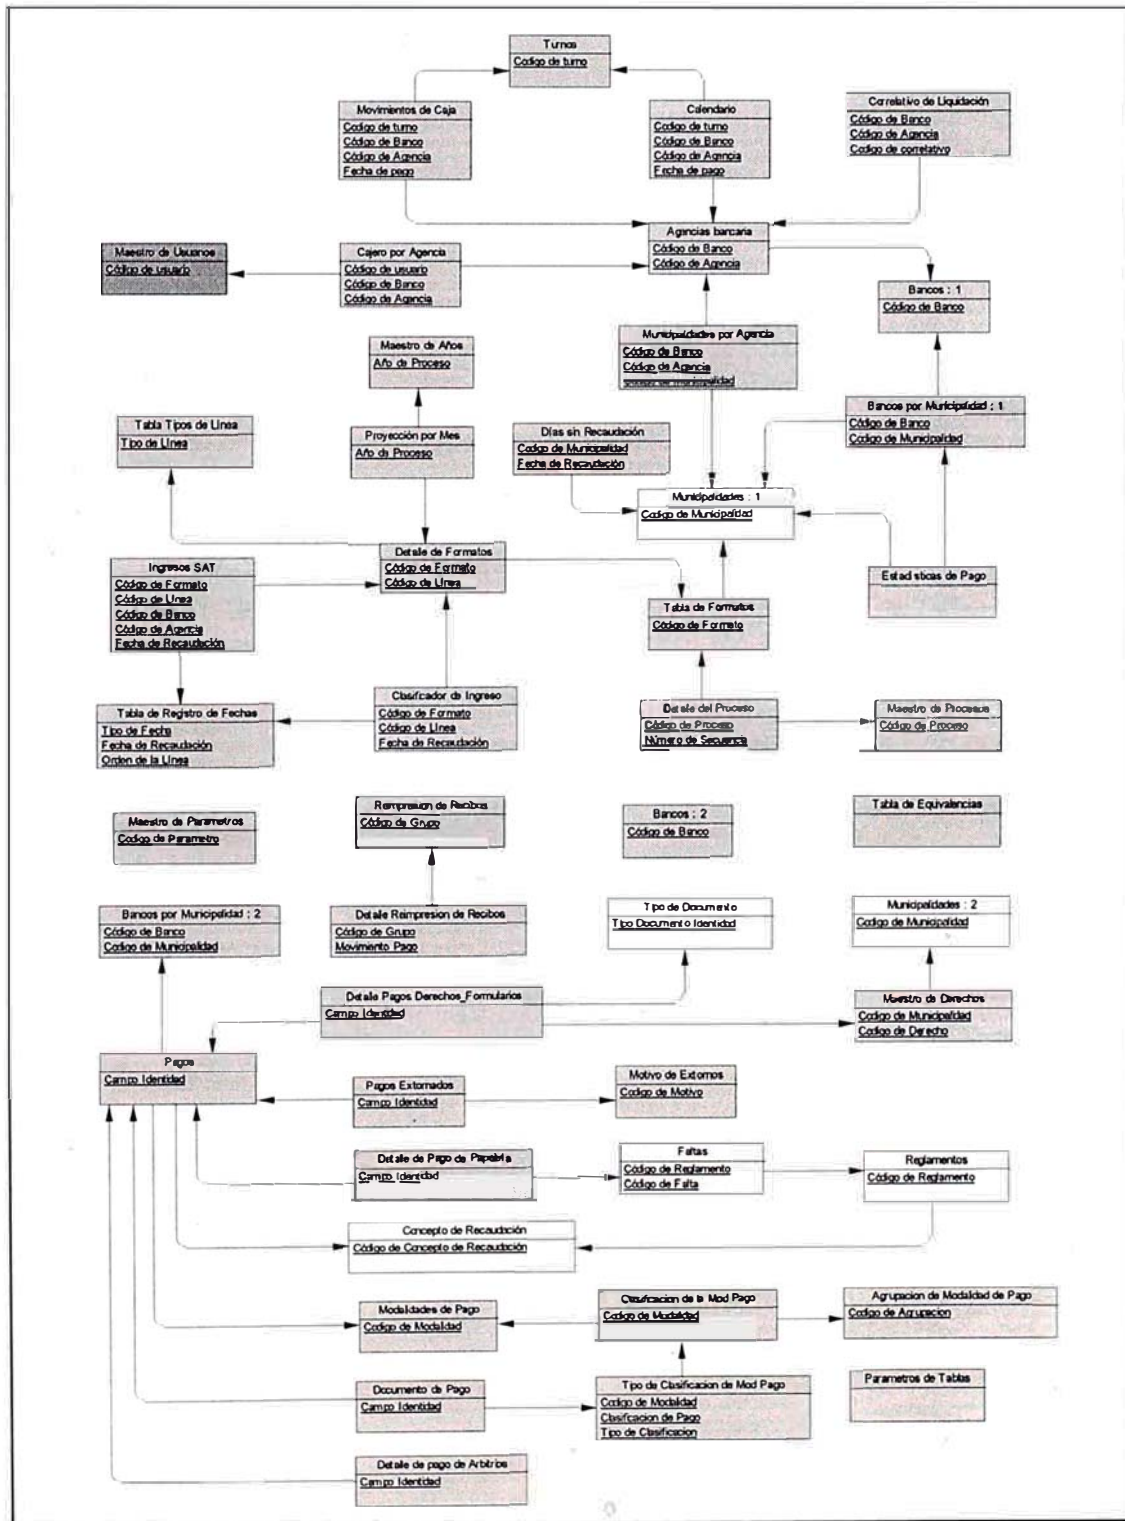 Turnos
Código de turno
Movimientos de Caja
Código de turno
Código de Banco
Código de Agencia
Fecha de pago
Calendario
Código de turno
Código de Banco
Código de Agencia
Fecha de pago
Correlativo de Liquidación
Código de Banco
Código de Agencia
Codigo de correlativo
Agencias bancaria
Código de Banco
Código de Agencia
Maestro de Usuarios
Código de usuario
Cajero por Agencia
Código de usuario
Código de Banco
Código de Agencia
Bancos : 1
Código de Banco
Municipalidades por Agencia
Código de Banco
Código de Agencia
Maestro de Años
Año de Proceso
Bancos por Municipalidad : 1
Código de Banco
Codigo de Municipalidad
Tabla Tipos de Línea
Tipo de Línea
Proyección por Mes
Año de Proceso
Días sin Recaudación
Codigo de Municipalidad
Fecha de Recaudación
Municipalidades : 1
Codigo de Municipalidad
Detalle de Formatos
Código de Formato
Código de Línea
Ingresos SAT
Código de Formato
Código de Línea
Código de Banco
Código de Agencia
Fecha de Recaudación
Estadísticas de Pago
Tabla de Formatos
Código de Formato
Clasificador de Ingreso
Código de Formato
Código de Línea
Fecha de Recaudación
Tabla de Registro de Fechas
Tipo de Fecha
Fecha de Recaudación
Orden de la Línea
Detalle del Proceso
Código de Proceso
Número de Secuencia
Maestro de Procesos
Código de Proceso
Maestro de Parametros
Codigo de Parametro
Reimpresion de Recibos
Código de Grupo
Bancos : 2
Código de Banco
Tabla de Equivalencias
Bancos por Municipalidad : 2
Código de Banco
Codigo de Municipalidad
Detalle Reimpresion de Recibos
Código de Grupo
Movimiento Pago
Tipo de Documento
Tipo Documento Identidad
Municipalidades : 2
Codigo de Municipalidad
Detalle Pagos Derechos_Formularios
Campo Identidad
Maestro de Derechos
Codigo de Municipalidad
Codigo de Derecho
Pagos
Campo Identidad
Pagos Extornados
Campo Identidad
Motivo de Extornos
Codigo de Motivo
Detalle de Pago de Papeleta
Campo Identidad
Faltas
Código de Reglamento
Código de Falta
Reglamentos
Código de Reglamento
Concepto de Recaudación
Código de Concepto de Recaudación
Modalidades de Pago
Codigo de Modalidad
Clasificacion de la Mod Pago
Codigo de Modalidad
Agrupacion de Modalidad de Pago
Codigo de Agrupacion
Documento de Pago
Campo Identidad
Tipo de Clasificacion de Mod Pago
Codigo de Modalidad
Clasificacion de Pago
Tipo de Clasificacion
Parametros de Tablas
Detalle de pago de Arbitrios
Campo Identidad